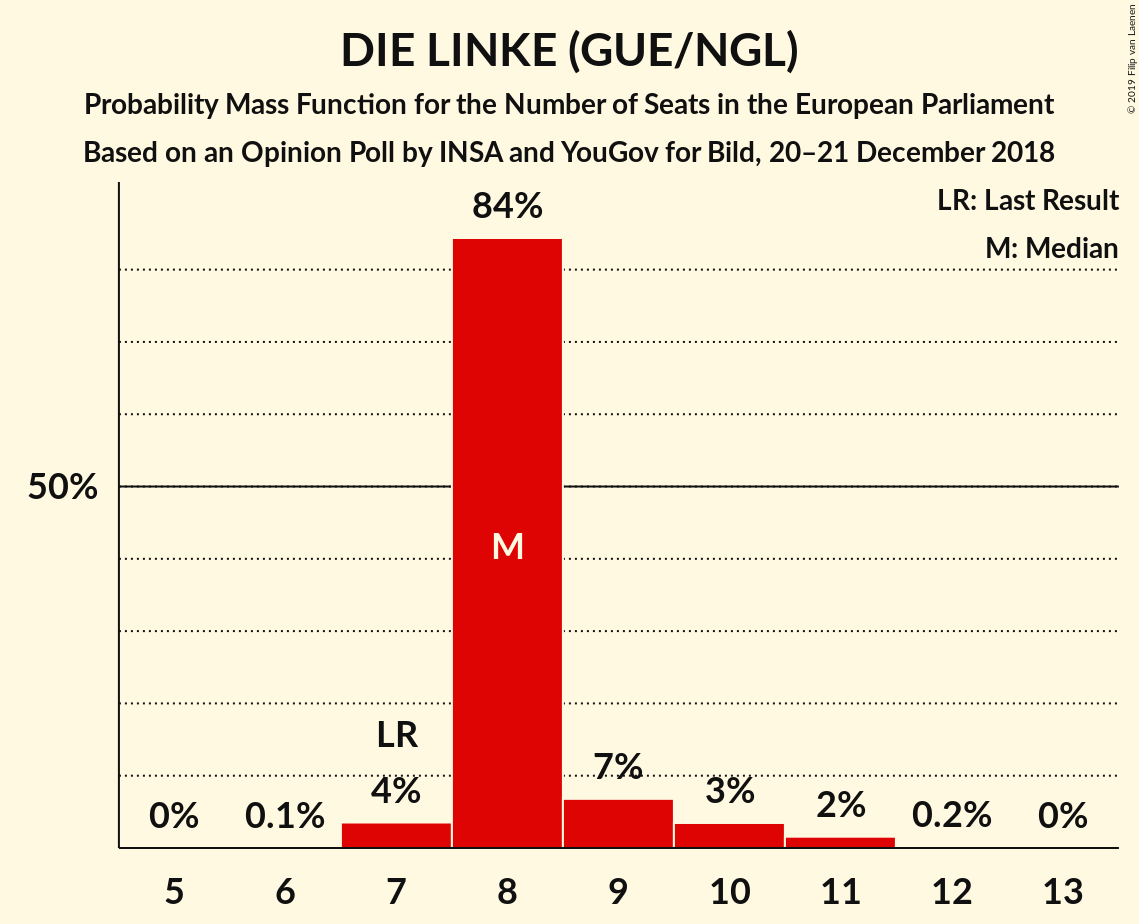 DIE LINKE (GUE/NGL)
Probability Mass Function for the Number of Seats in the European Parliament
Based on an Opinion Poll by INSA and YouGov for Bild, 20–21 December 2018
© 2019 Filip van Laenen
LR: Last Result
M: Median
84%
50%
M
LR
0% 0.1% 4% 7% 3% 2% 0.2% 0%
5 6 7 8 9 10 11 12 13